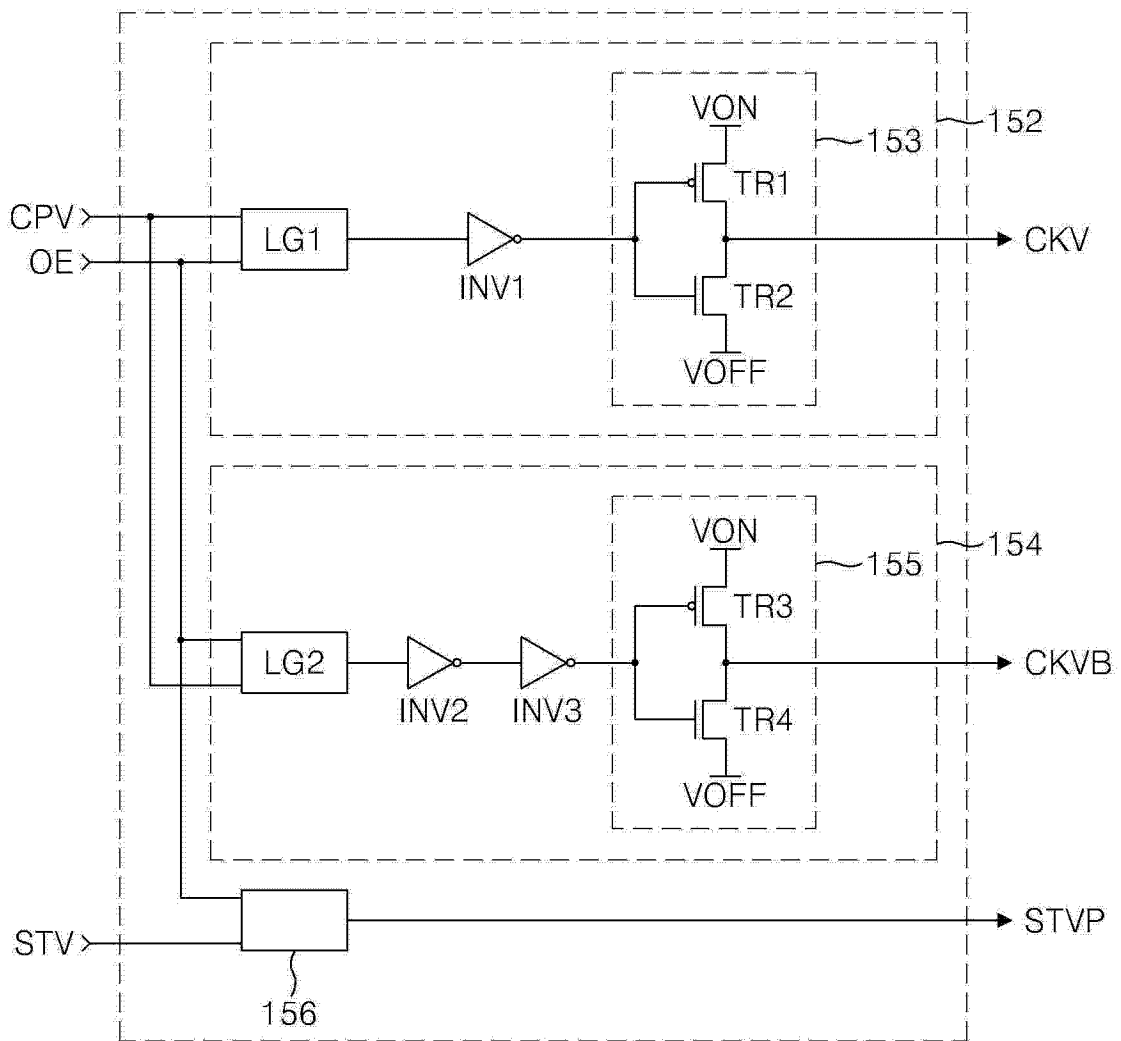 VON
152
153
TR1
CPV
LG1
CKV
OE
INV1
TR2
VOFF
VON
154
155
TR3
LG2
CKVB
INV2
INV3
TR4
VOFF
STV
STVP
156